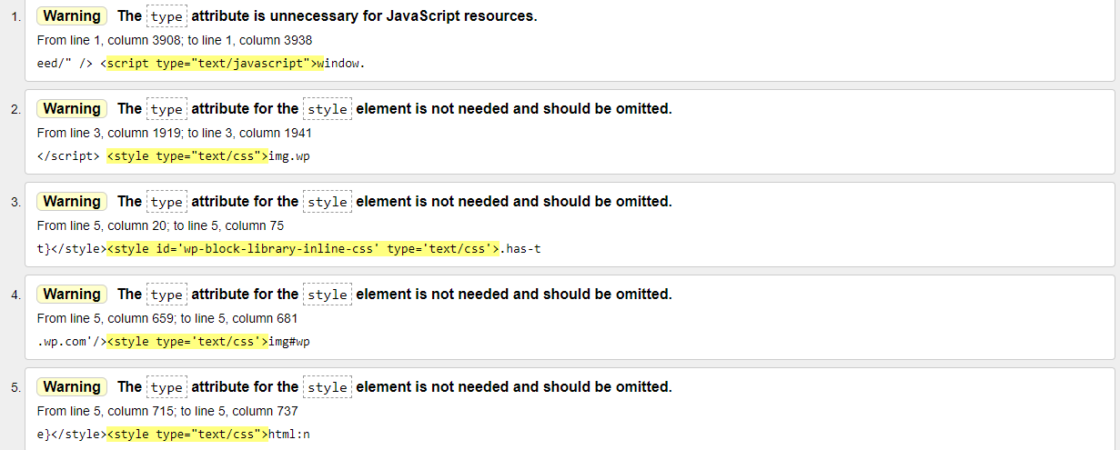 1. Warning The type attribute is unnecessary for JavaScript resources.
From line 1, column 3908; to line 1, column 3938
eed/" /> <script type="text/javascript">window.
2. Warning The type attribute for the style element is not needed and should be omitted.
From line 3, column 1919; to line 3, column 1941
</script> <style type="text/css">img.wp
3. Warning The type attribute for the style element is not needed and should be omitted.
From line 5, column 20; to line 5, column 75
t}</style><style id='wp-block-library-inline-css' type='text/css'>.has-t
4. Warning The type attribute for the style element is not needed and should be omitted.
From line 5, column 659; to line 5, column 681
.wp.com'/><style type='text/css'>img#wp
5. Warning The type attribute for the style element is not needed and should be omitted.
From line 5, column 715; to line 5, column 737
e}</style><style type="text/css">html:n